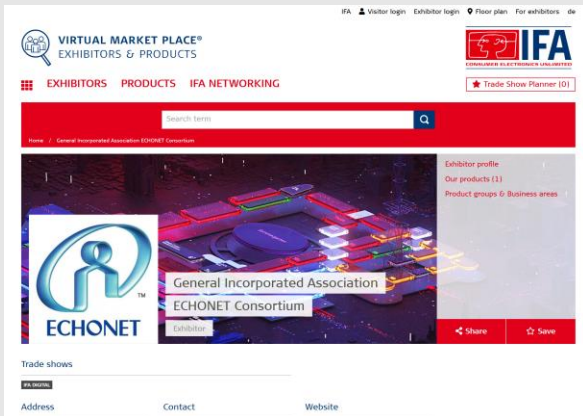 IFA Visitor login Exhibitor login Floor plan For exhibitors de
VIRTUAL MARKET PLACE®
EXHIBITORS & PRODUCTS
IFA
CONSUMER ELECTRONICS UNLIMITED
EXHIBITORS PRODUCTS IFA NETWORKING
Trade Show Planner (0)
Search term
Home / General Incorporated Association ECHONET Consortium
Exhibitor profile
Our products (1)
Product groups & Business areas
ECHONET
TM
General Incorporated Association
ECHONET Consortium
Exhibitor
Share Save
Trade shows
IFA DIGITAL
Address Contact Website